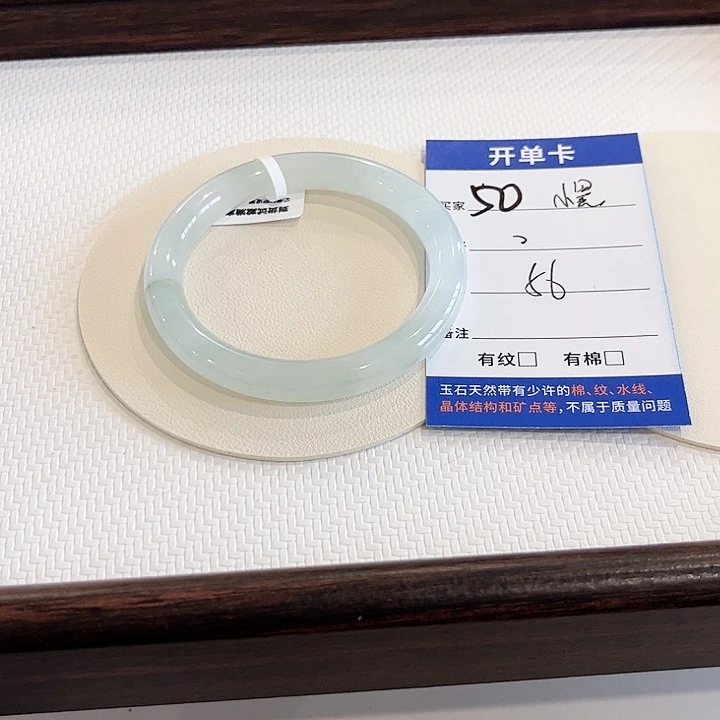 开单卡
买家 50
56
备注
有纹□ 有棉□
玉石天然带有少许的棉、纹、水线、
晶体结构和矿点等，不属于质量问题